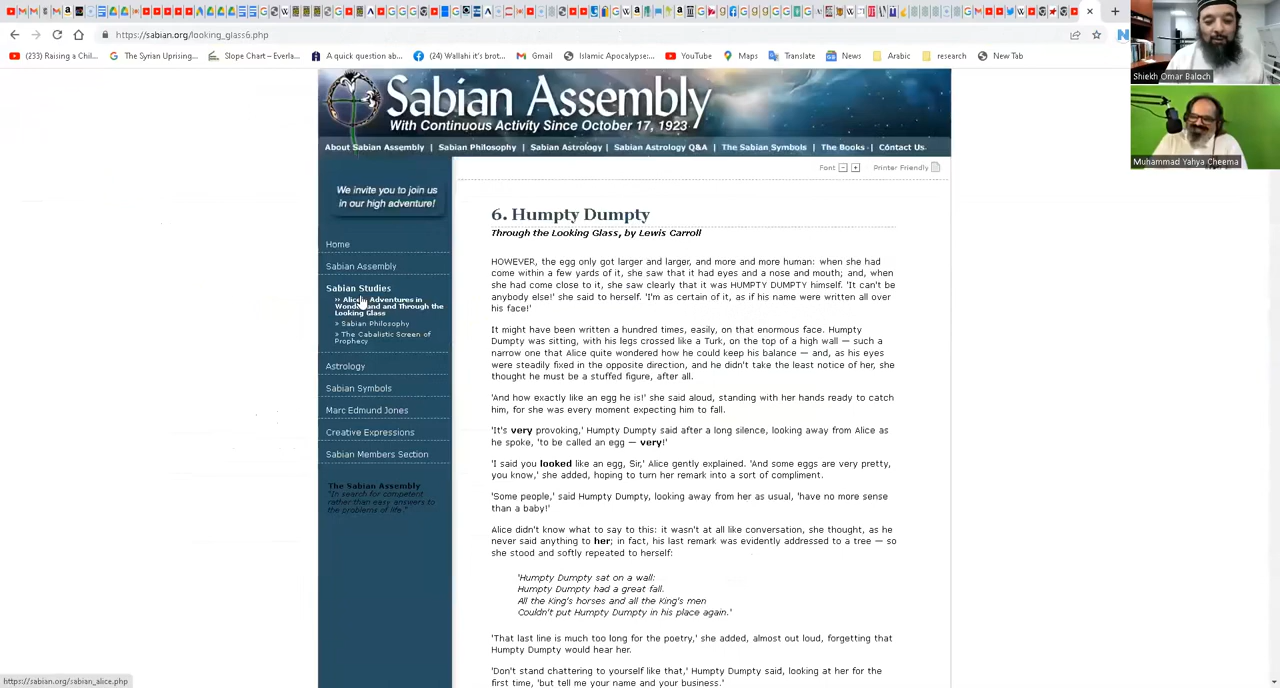 https://sabian.org/looking_glass6.php
(233) Raising a Chil...
The Syrian Uprising...
Slope Chart – Everla...
A quick question ab...
(24) Wallahi it's brot...
Gmail
Islamic Apocalypse:...
YouTube
Maps
Translate
News
Arabic
research
New Tab
Shiekh Omar Baloch
Muhammad Yahya Cheema
Sabian Assembly
With Continuous Activity Since October 17, 1923
About Sabian Assembly | Sabian Philosophy | Sabian Astrology | Sabian Astrology Q&A | The Sabian Symbols | The Books | Contact Us
Font - + Printer Friendly
We invite you to join us
in our high adventure!
Home
Sabian Assembly
Sabian Studies
» Alice's Adventures in
Wonderland and Through the
Looking Glass
» Sabian Philosophy
» The Cabalistic Screen of
Prophecy
Astrology
Sabian Symbols
Marc Edmund Jones
Creative Expressions
Sabian Members Section
The Sabian Assembly
"In search for competent
rather than easy answers to
the problems of life."
6. Humpty Dumpty
Through the Looking Glass, by Lewis Carroll
HOWEVER, the egg only got larger and larger, and more and more human: when she had
come within a few yards of it, she saw that it had eyes and a nose and mouth; and, when
she had come close to it, she saw clearly that it was HUMPTY DUMPTY himself. 'It can't be
anybody else!' she said to herself. 'I'm as certain of it, as if his name were written all over
his face!'
It might have been written a hundred times, easily, on that enormous face. Humpty
Dumpty was sitting, with his legs crossed like a Turk, on the top of a high wall — such a
narrow one that Alice quite wondered how he could keep his balance — and, as his eyes
were steadily fixed in the opposite direction, and he didn't take the least notice of her, she
thought he must be a stuffed figure, after all.
'And how exactly like an egg he is!' she said aloud, standing with her hands ready to catch
him, for she was every moment expecting him to fall.
'It's very provoking,' Humpty Dumpty said after a long silence, looking away from Alice as
he spoke, 'to be called an egg — very!'
'I said you looked like an egg, Sir,' Alice gently explained. 'And some eggs are very pretty,
you know,' she added, hoping to turn her remark into a sort of compliment.
'Some people,' said Humpty Dumpty, looking away from her as usual, 'have no more sense
than a baby!'
Alice didn't know what to say to this: it wasn't at all like conversation, she thought, as he
never said anything to her; in fact, his last remark was evidently addressed to a tree — so
she stood and softly repeated to herself:
'Humpty Dumpty sat on a wall:
Humpty Dumpty had a great fall.
All the King's horses and all the King's men
Couldn't put Humpty Dumpty in his place again.'
'That last line is much too long for the poetry,' she added, almost out loud, forgetting that
Humpty Dumpty would hear her.
'Don't stand chattering to yourself like that,' Humpty Dumpty said, looking at her for the
first time, 'but tell me your name and your business.'
https://sabian.org/sabian_alice.php